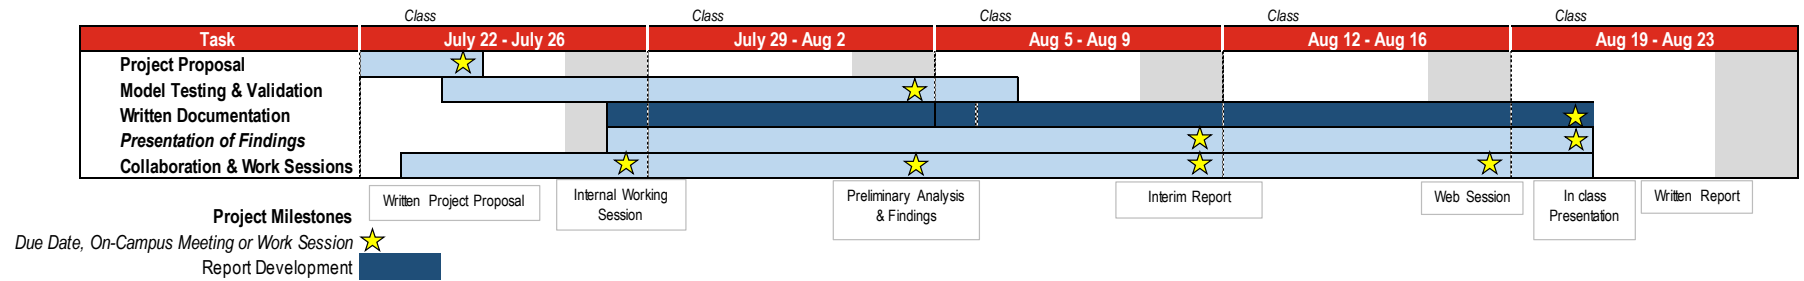 Class Class Class Class Class
Task July 22 - July 26 July 29 - Aug 2 Aug 5 - Aug 9 Aug 12 - Aug 16 Aug 19 - Aug 23
Project Proposal
Model Testing & Validation
Written Documentation
Presentation of Findings
Collaboration & Work Sessions
Written Project Proposal
Internal Working
Session
Preliminary Analysis
& Findings
Interim Report
Web Session
In class
Presentation
Written Report
Project Milestones
Due Date, On-Campus Meeting or Work Session
Report Development